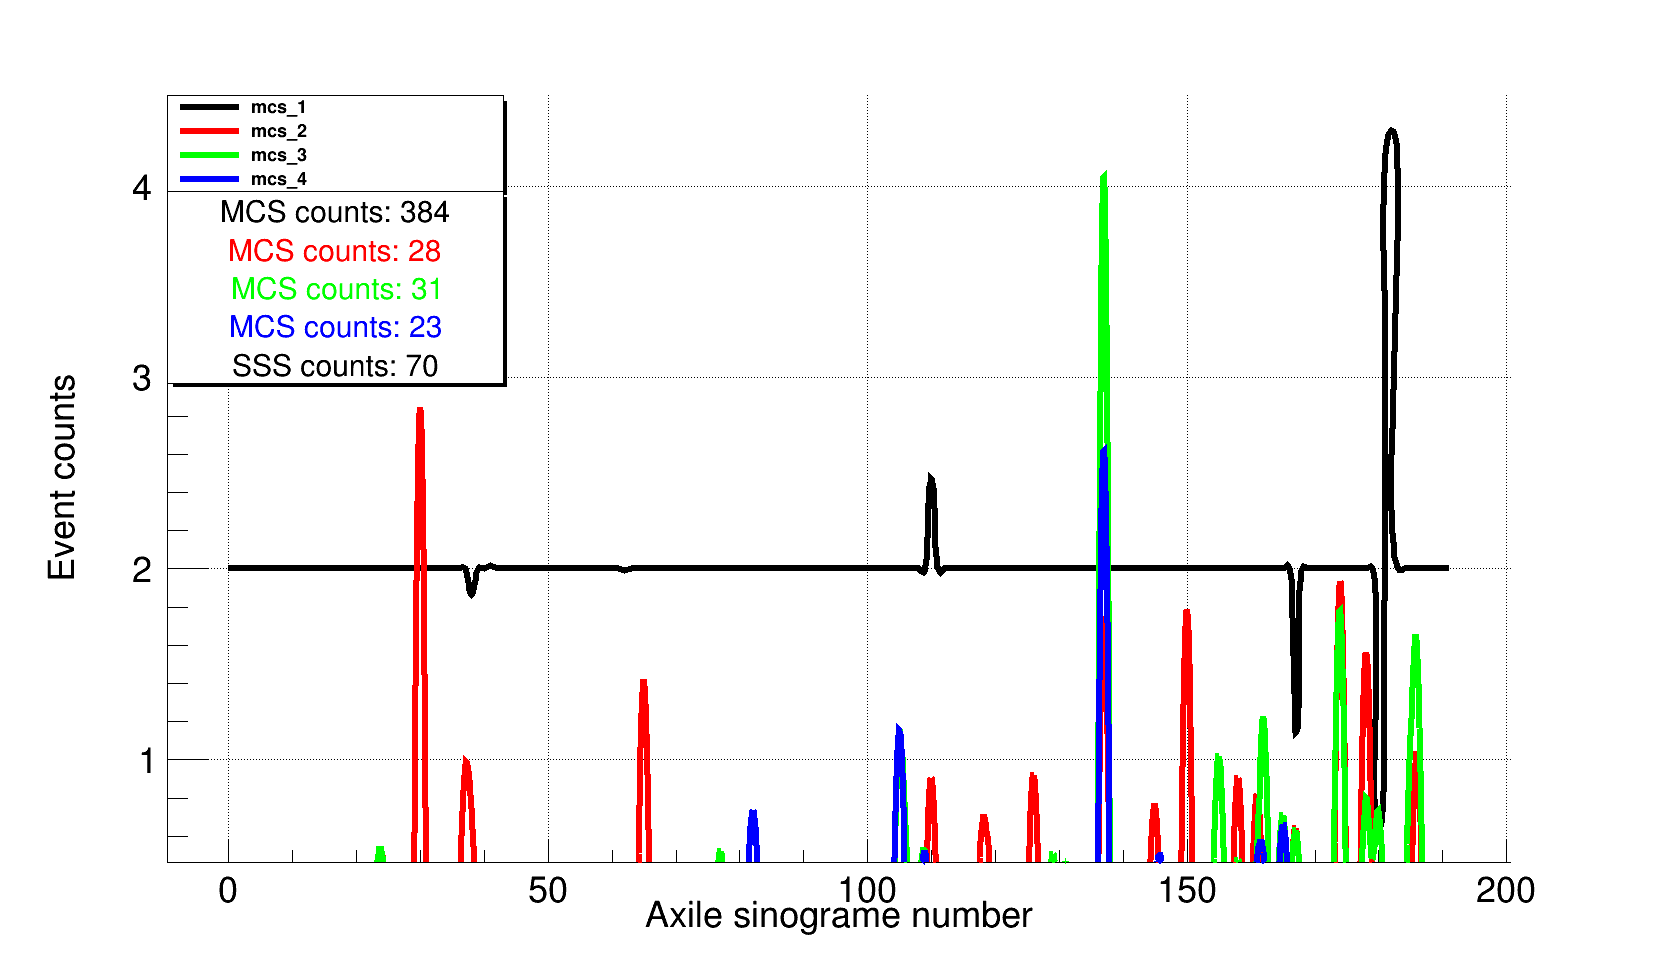 mcs_1
mcs_2
mcs_3
mcs_4
MCS counts: 384
MCS counts: 28
MCS counts: 31
MCS counts: 23
SSS counts: 70
Event counts
4
3
2
1
0 50 100 150 200
Axile sinograme number